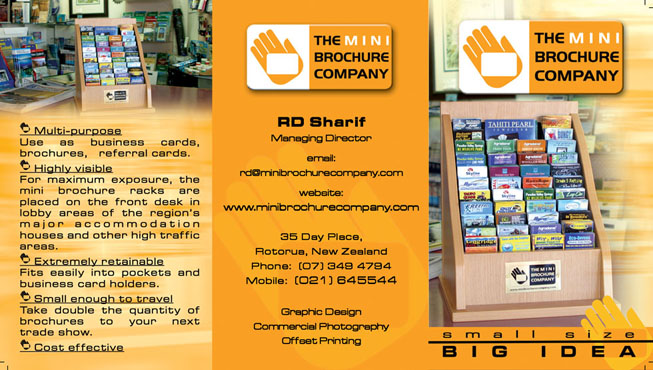 Multi-purpose
Use as business cards,
brochures, referral cards.
Highly visible
For maximum exposure, the
mini brochure racks are
placed on the front desk in
lobby areas of the region's
major accommodation
houses and other high traffic
areas.
Extremely retainable
Fits easily into pockets and
business card holders.
Small enough to travel
Take double the quantity of
brochures to your next
trade show.
Cost effective
THE MINI
BROCHURE
COMPANY
RD Sharif
Managing Director
email:
rd@minibrochurecompany.com
website:
www.minibrochurecompany.com
35 Day Place,
Rotorua, New Zealand
Phone: (07) 349 4794
Mobile: (021) 645544
Graphic Design
Commercial Photography
Offset Printing
THE MINI
BROCHURE
COMPANY
TAHITI PEARL
THE MINI
BROCHURE
COMPANY
small size
BIG IDEA